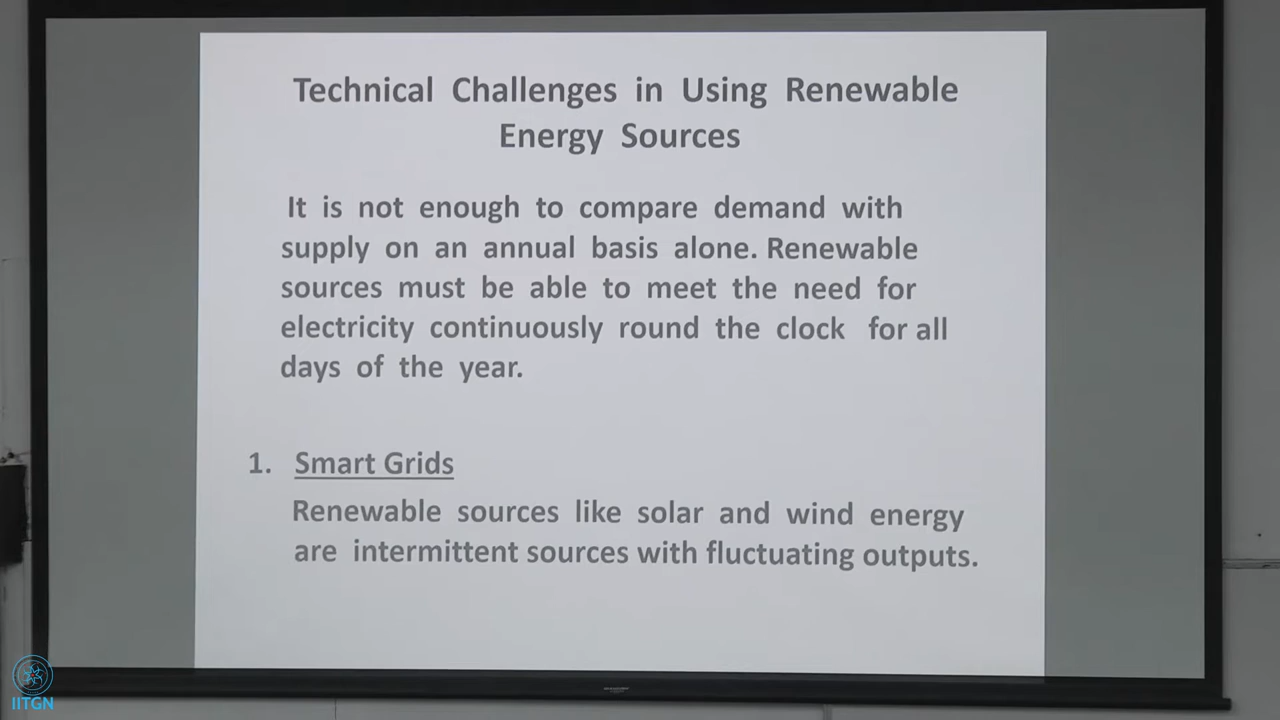 Technical Challenges in Using Renewable
Energy Sources
It is not enough to compare demand with
supply on an annual basis alone. Renewable
sources must be able to meet the need for
electricity continuously round the clock for all
days of the year.
1. Smart Grids
Renewable sources like solar and wind energy
are intermittent sources with fluctuating outputs.
IITGN